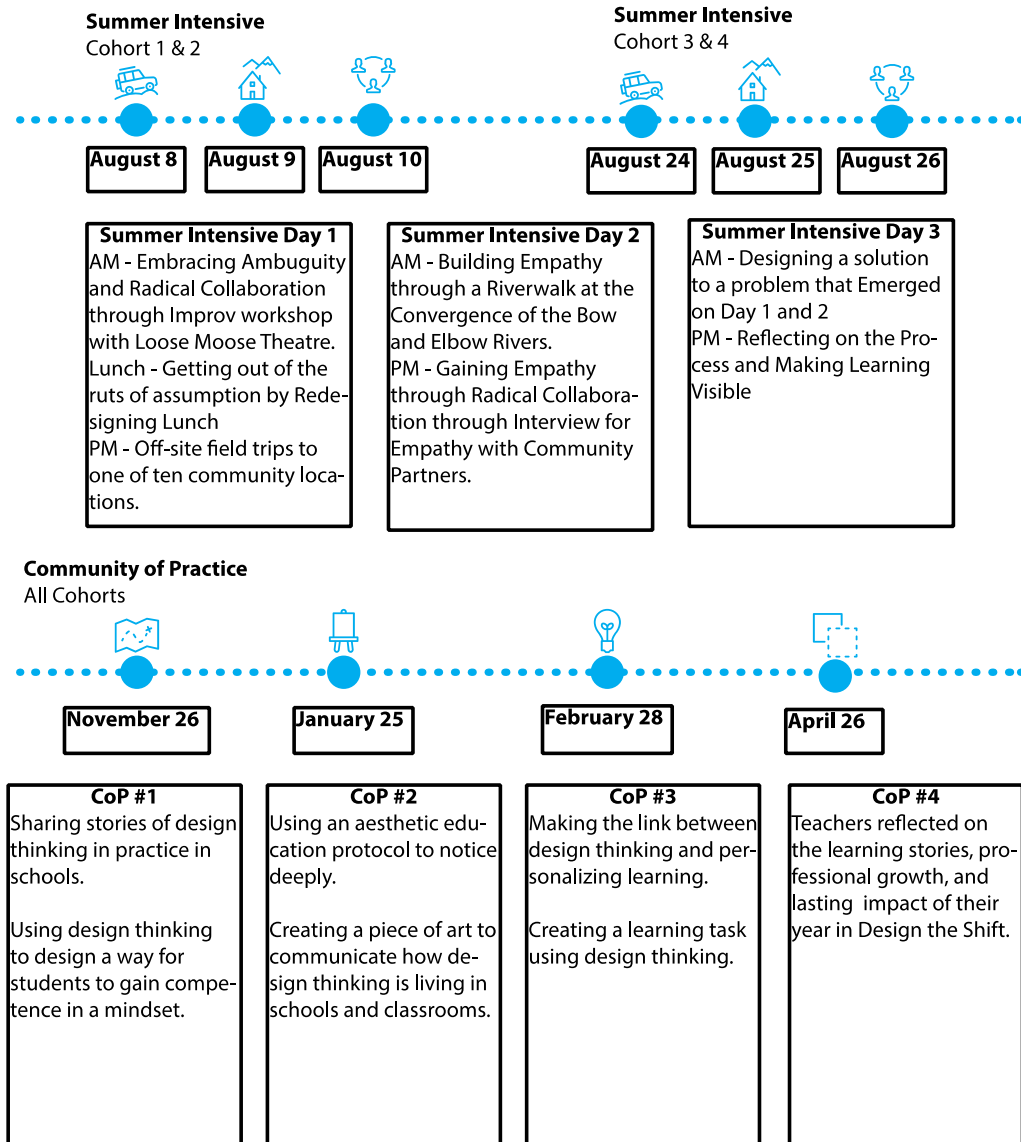 Summer Intensive
Cohort 1 & 2
Summer Intensive
Cohort 3 & 4
August 8
August 9
August 10
August 24
August 25
August 26
Summer Intensive Day 1
AM - Embracing Ambuguity
and Radical Collaboration
through Improv workshop
with Loose Moose Theatre.
Lunch - Getting out of the
ruts of assumption by Rede-
signing Lunch
PM - Off-site field trips to
one of ten community loca-
tions.
Summer Intensive Day 2
AM - Building Empathy
through a Riverwalk at the
Convergence of the Bow
and Elbow Rivers.
PM - Gaining Empathy
through Radical Collabora-
tion through Interview for
Empathy with Community
Partners.
Summer Intensive Day 3
AM - Designing a solution
to a problem that Emerged
on Day 1 and 2
PM - Reflecting on the Pro-
cess and Making Learning
Visible
Community of Practice
All Cohorts
November 26
January 25
February 28
April 26
CoP #1
Sharing stories of design
thinking in practice in
schools.
Using design thinking
to design a way for
students to gain compe-
tence in a mindset.
CoP #2
Using an aesthetic edu-
cation protocol to notice
deeply.
Creating a piece of art to
communicate how de-
sign thinking is living in
schools and classrooms.
CoP #3
Making the link between
design thinking and per-
sonalizing learning.
Creating a learning task
using design thinking.
CoP #4
Teachers reflected on
the learning stories, pro-
fessional growth, and
lasting impact of their
year in Design the Shift.